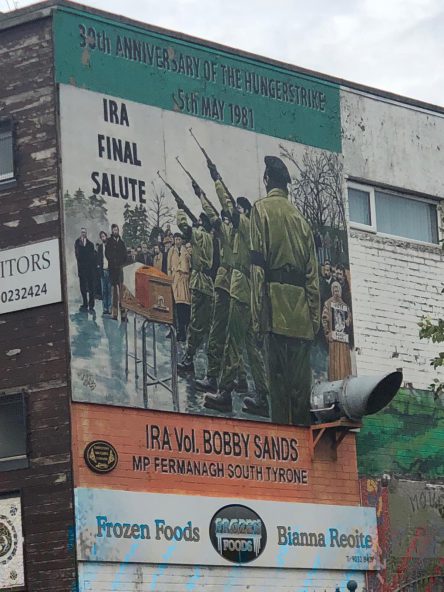 30th ANNIVERSARY OF THE HUNGERSTRIKE
5TH MAY 1981
IRA
FINAL
SALUTE
ITORS
90232424
IRA Vol. BOBBY SANDS
MP FERMANAGH SOUTH TYRONE
Frozen Foods
FROZEN
FOODS
Bianna Reoite